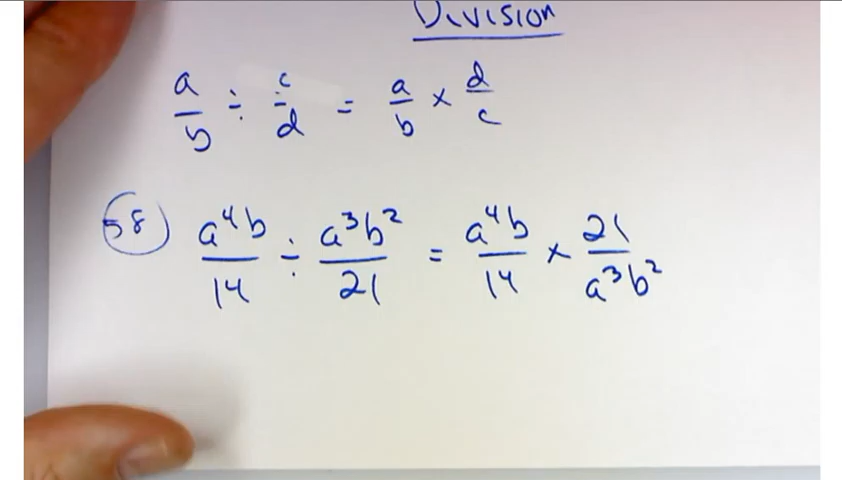 Division
a/b ÷ c/d = a/b × d/c
58) a⁴b/14 ÷ a³b²/21 = a⁴b/14 × 21/a³b²